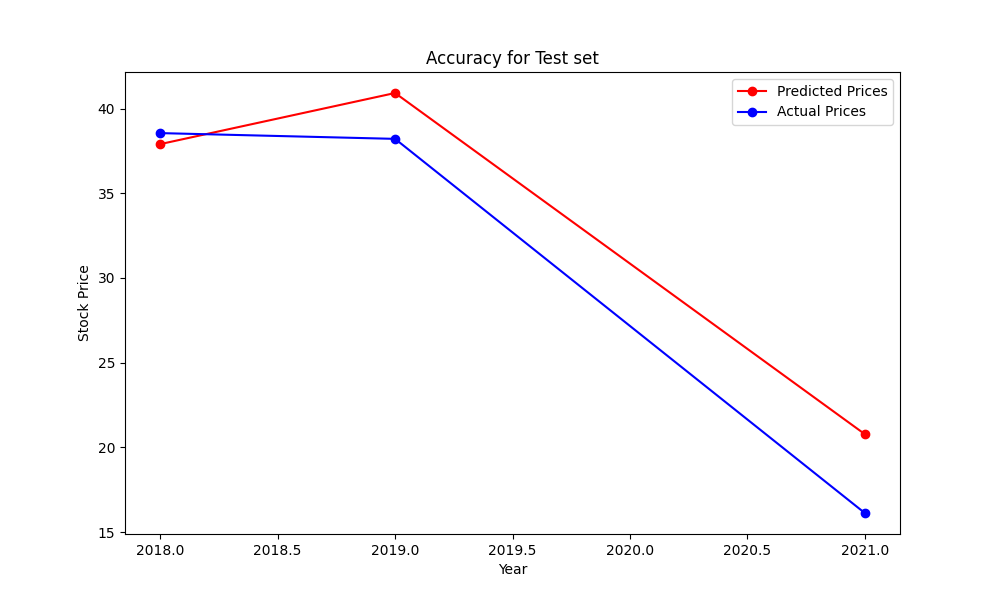 Accuracy for Test set
Predicted Prices
Actual Prices
40
35
30
25
20
15
Stock Price
2018.0 2018.5 2019.0 2019.5 2020.0 2020.5 2021.0
Year